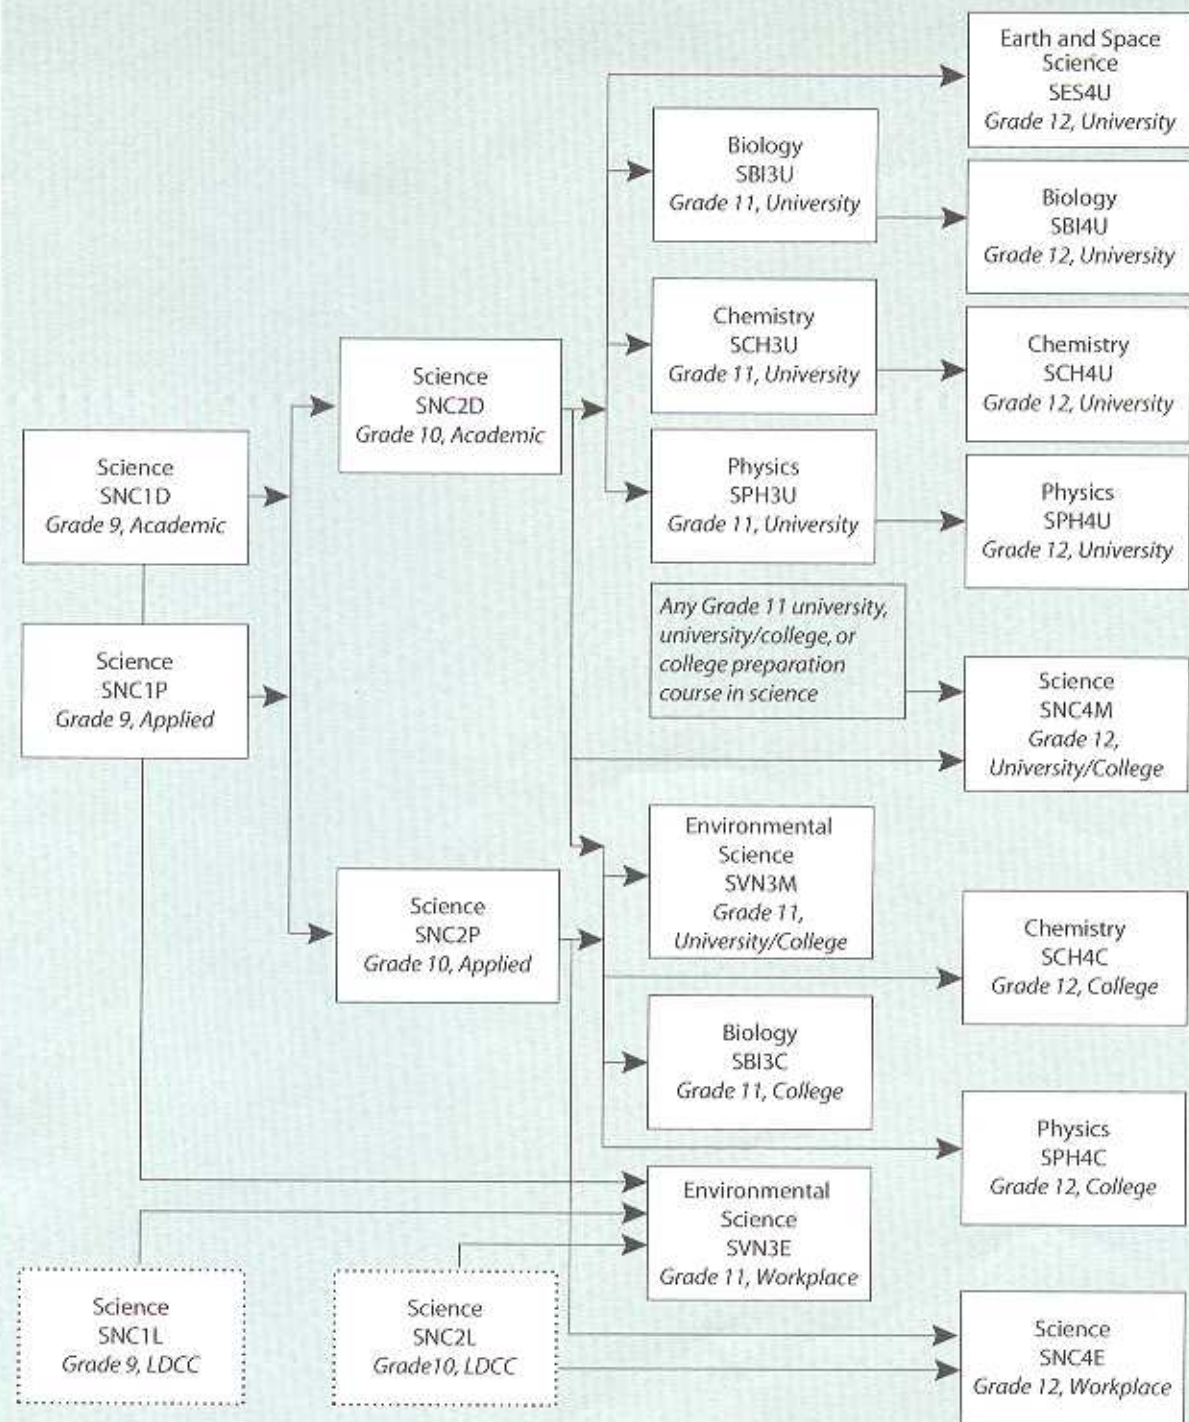 Earth and Space
Science
SES4U
Grade 12, University
Biology
SBI3U
Grade 11, University
Biology
SBI4U
Grade 12, University
Chemistry
SCH3U
Grade 11, University
Chemistry
SCH4U
Grade 12, University
Science
SNC2D
Grade 10, Academic
Science
SNC1D
Grade 9, Academic
Physics
SPH3U
Grade 11, University
Physics
SPH4U
Grade 12, University
Any Grade 11 university,
university/college, or
college preparation
course in science
Science
SNC1P
Grade 9, Applied
Science
SNC4M
Grade 12,
University/College
Environmental
Science
SVN3M
Grade 11,
University/College
Science
SNC2P
Grade 10, Applied
Chemistry
SCH4C
Grade 12, College
Biology
SBI3C
Grade 11, College
Physics
SPH4C
Grade 12, College
Environmental
Science
SVN3E
Grade 11, Workplace
Science
SNC1L
Grade 9, LDCC
Science
SNC2L
Grade10, LDCC
Science
SNC4E
Grade 12, Workplace